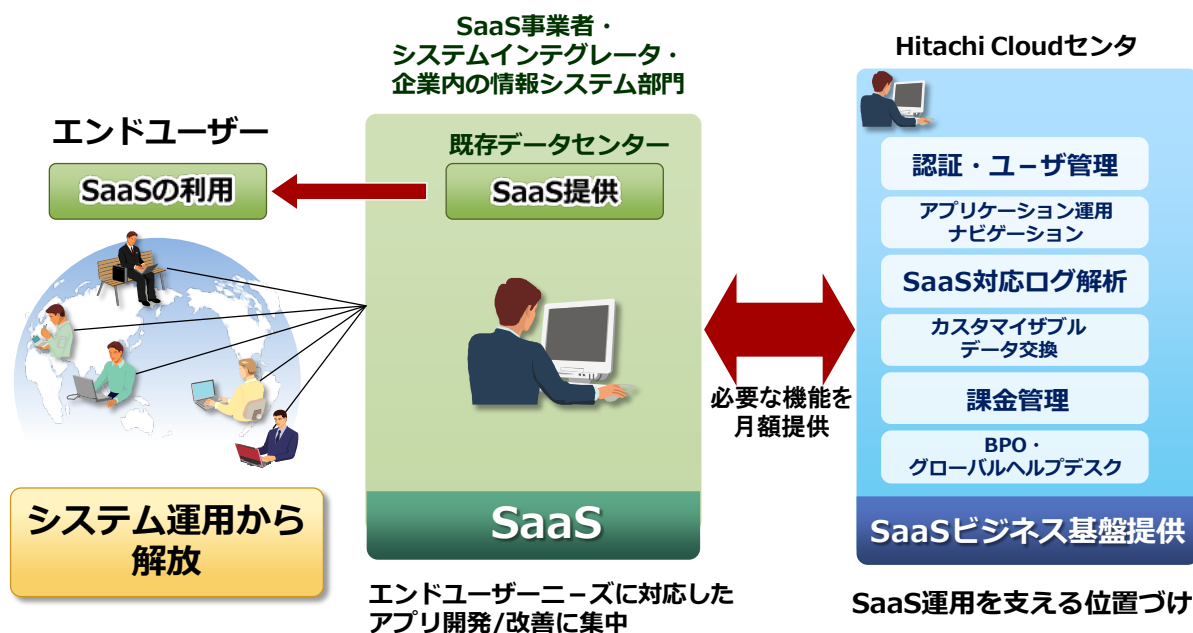 エンドユーザー
SaaSの利用
システム運用から
解放
SaaS事業者・
システムインテグレータ・
企業内の情報システム部門
既存データセンター
SaaS提供
SaaS
エンドユーザーニーズに対応した
アプリ開発/改善に集中
必要な機能を
月額提供
Hitachi Cloudセンタ
認証・ユーザ管理
アプリケーション運用
ナビゲーション
SaaS対応ログ解析
カスタマイザブル
データ交換
課金管理
BPO・
グローバルヘルプデスク
SaaSビジネス基盤提供
SaaS運用を支える位置づけ